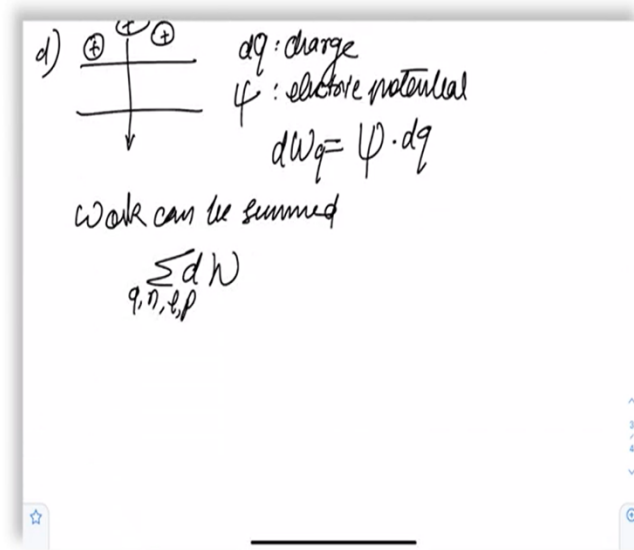 d) + + + dq : charge
ψ : electric potential
dWq = ψ · dq
Work can be summed
Σ dW
q, n, l, p